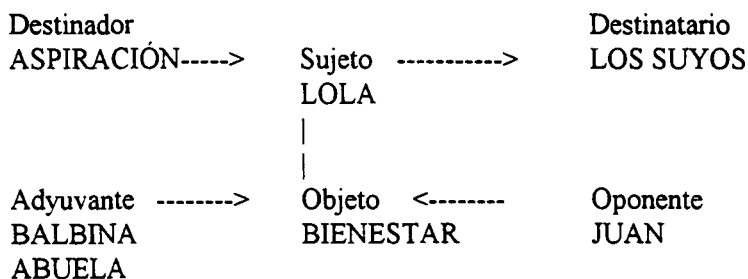 Destinador Destinatario
ASPIRACIÓN-----> Sujeto -----------> LOS SUYOS
LOLA
|
|
Adyuvante --------> Objeto <-------- Oponente
BALBINA BIENESTAR JUAN
ABUELA